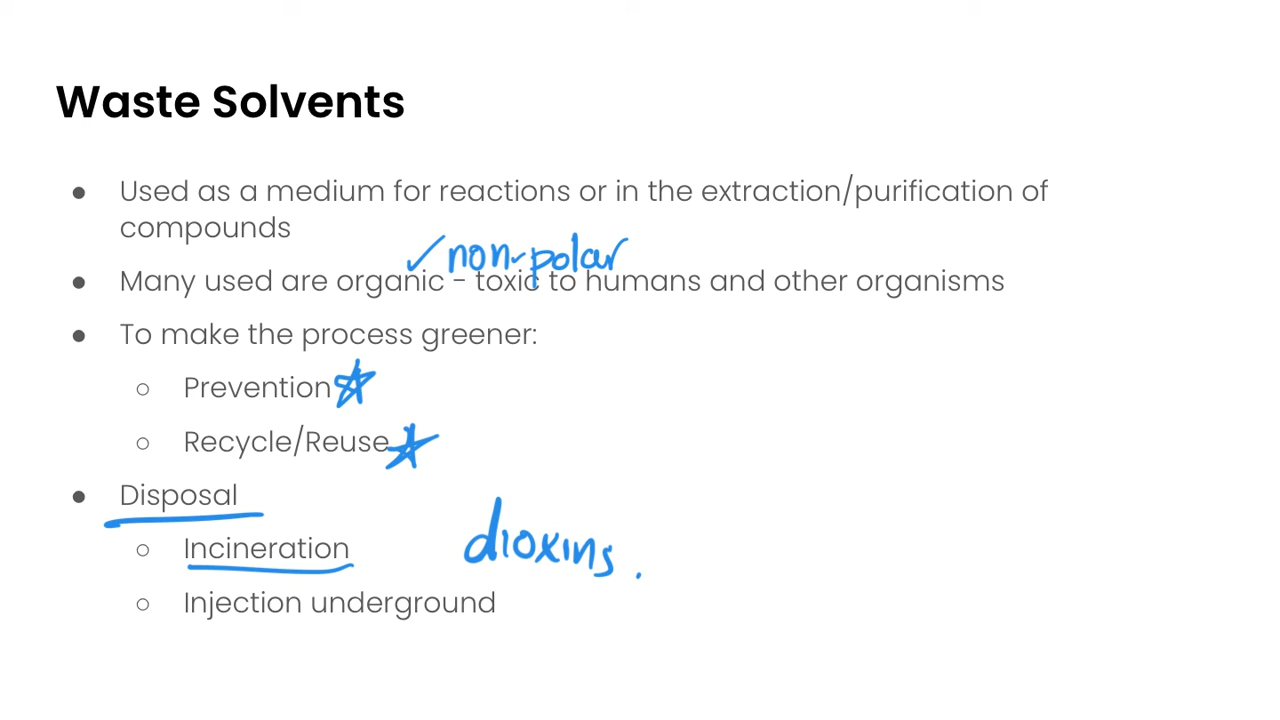 Waste Solvents
● Used as a medium for reactions or in the extraction/purification of
compounds
✓ non-polar
● Many used are organic - toxic to humans and other organisms
● To make the process greener:
○ Prevention
○ Recycle/Reuse
● Disposal
dioxins.
○ Incineration
○ Injection underground